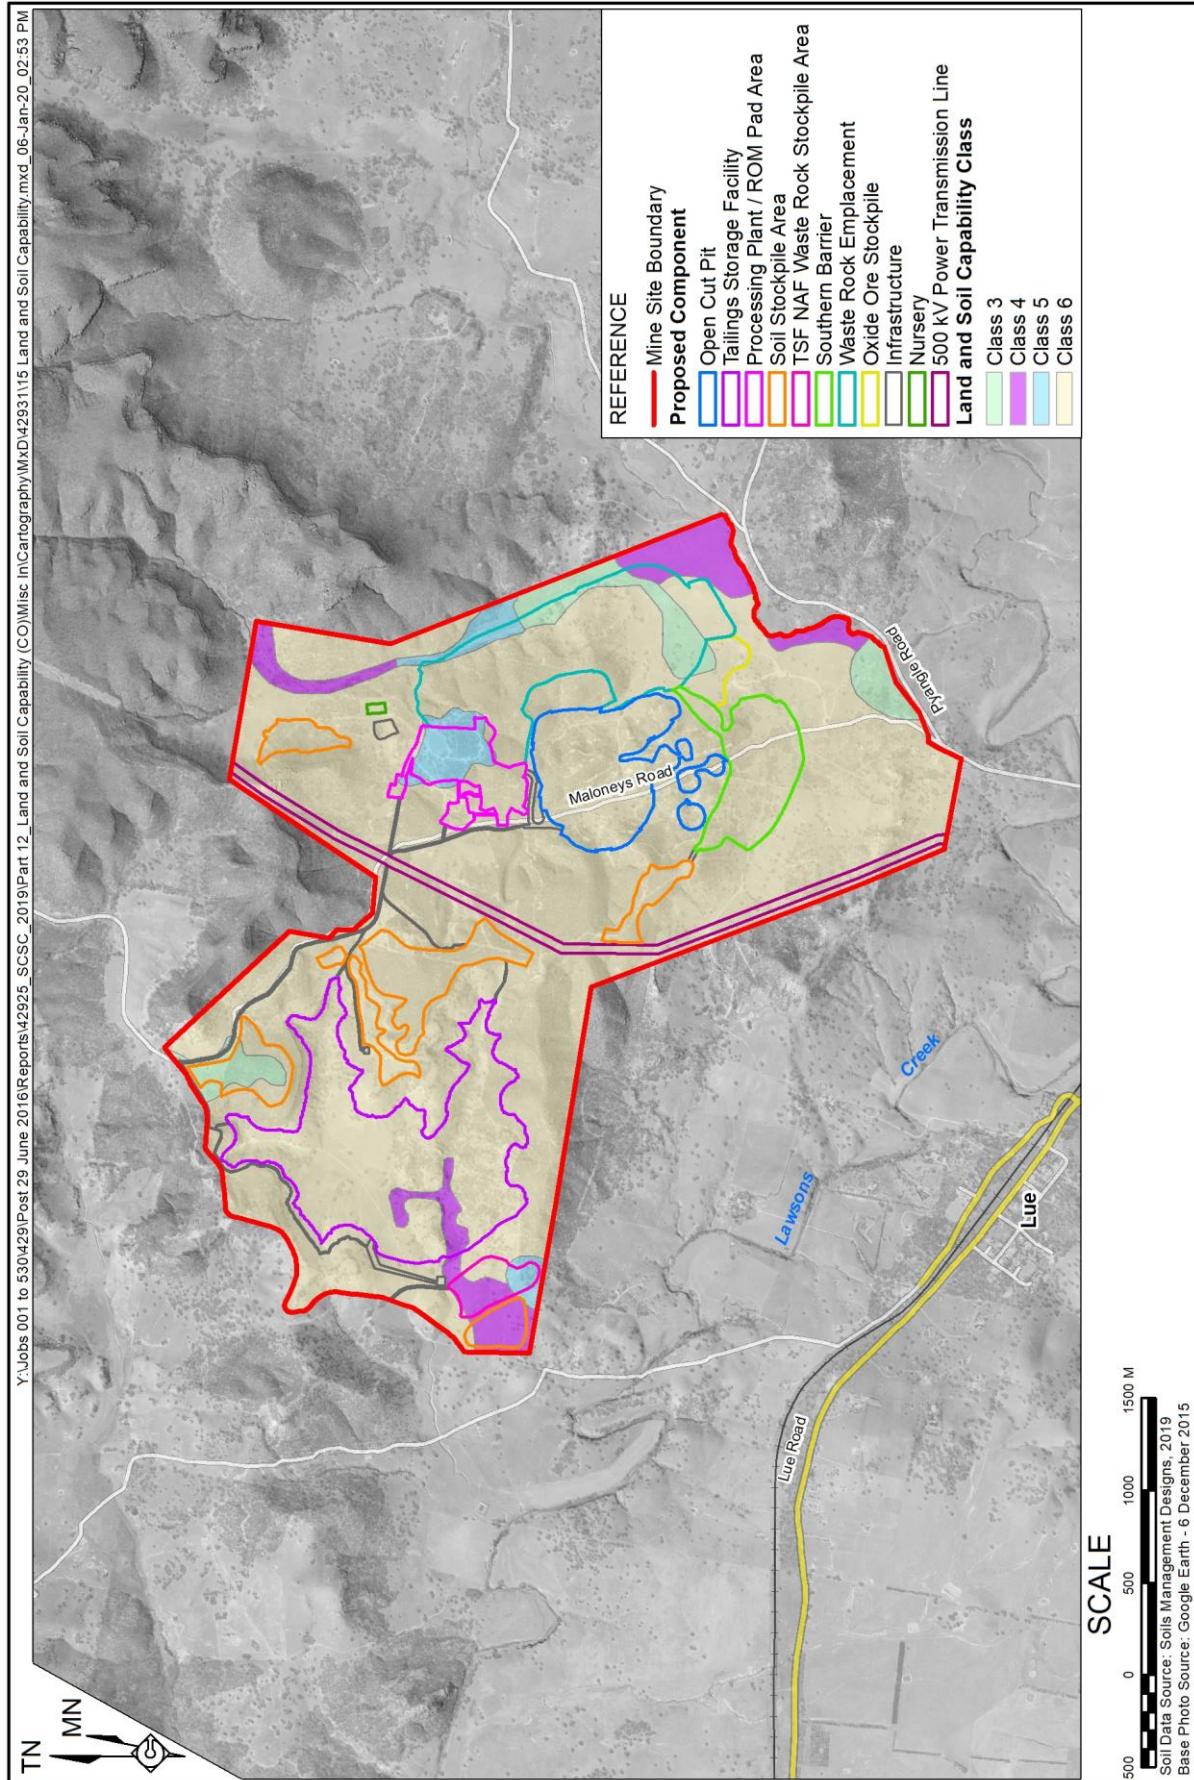 Y:\Jobs 001 to 530\429\Post 29 June 2016\Reports\42925_SCSC_2019\Part 12_Land and Soil Capability (CO)\Misc In\Cartography\MxD\42931\15 Land and Soil Capability.mxd_06-Jan-20_02:53 PM
TN
MN
Maloneys Road
Pyangle Road
Lawsons
Creek
Lue
Lue Road
REFERENCE
Mine Site Boundary
Proposed Component
Open Cut Pit
Tailings Storage Facility
Processing Plant / ROM Pad Area
Soil Stockpile Area
TSF NAF Waste Rock Stockpile Area
Southern Barrier
Waste Rock Emplacement
Oxide Ore Stockpile
Infrastructure
Nursery
500 kV Power Transmission Line
Land and Soil Capability Class
Class 3
Class 4
Class 5
Class 6
SCALE
500 0 500 1000 1500 M
Soil Data Source: Soils Management Designs, 2019
Base Photo Source: Google Earth - 6 December 2015